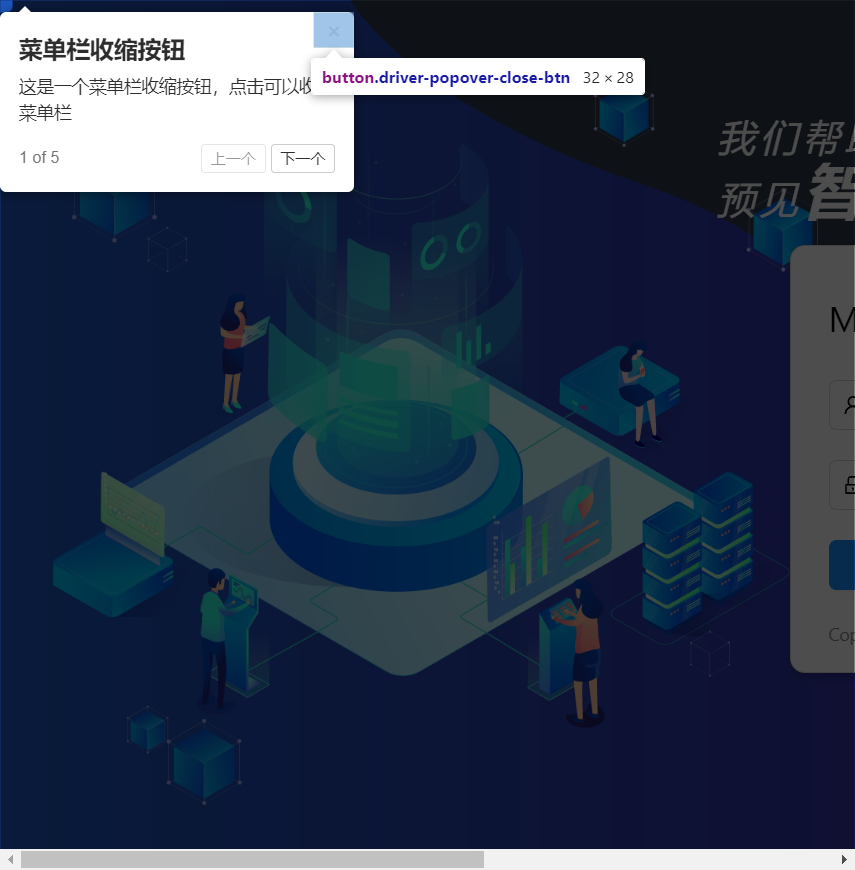 菜单栏收缩按钮
×
button.driver-popover-close-btn 32 × 28
这是一个菜单栏收缩按钮，点击可以收
菜单栏
1 of 5
上一个
下一个
我们帮
预见智
M
Cop